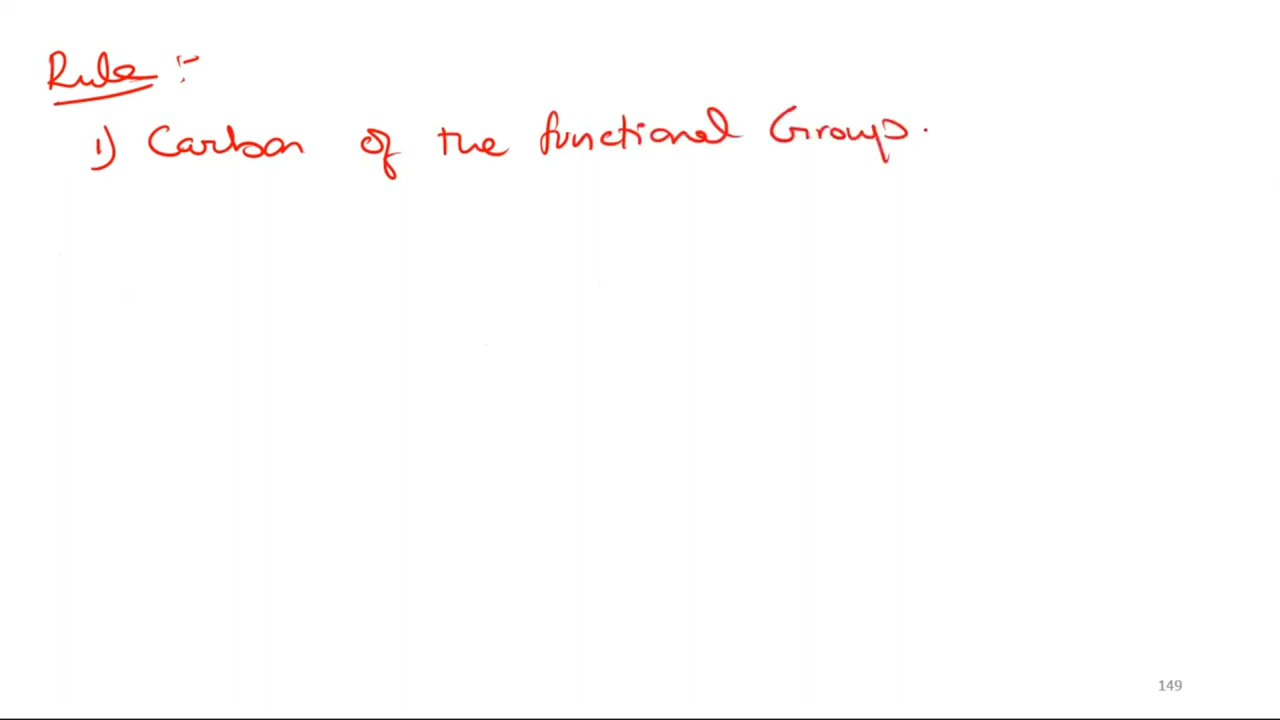 Rule :-
1) Carbon of the functional Group.
149